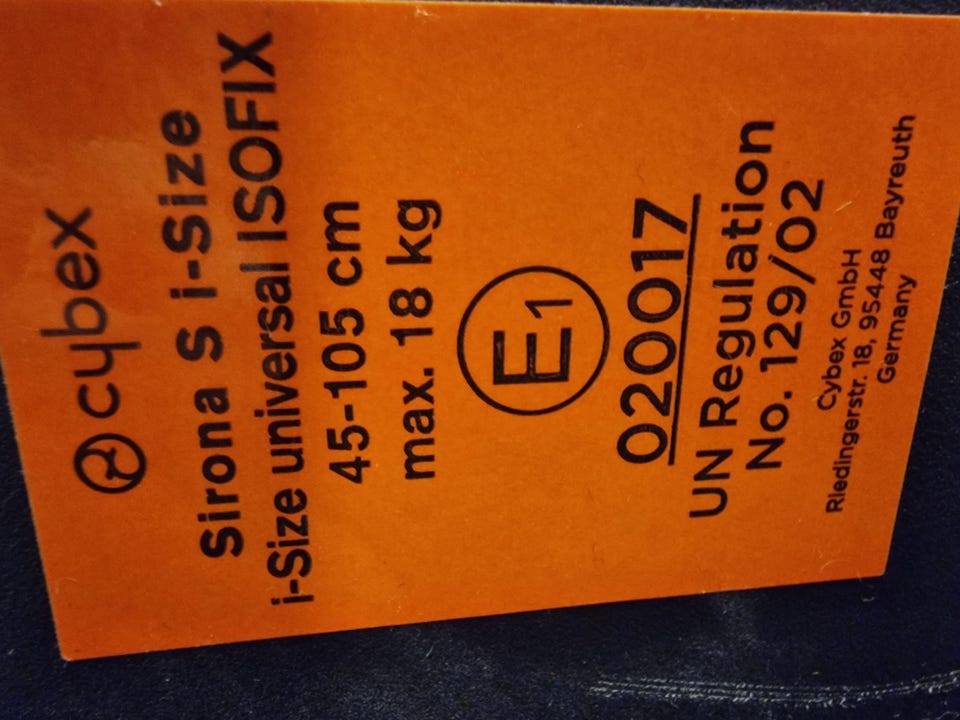 cybex
Sirona S i-Size
i-Size universal ISOFIX
45-105 cm
max. 18 kg
E1
020017
UN Regulation
No. 129/02
Cybex GmbH
Riedingerstr. 18, 95448 Bayreuth
Germany